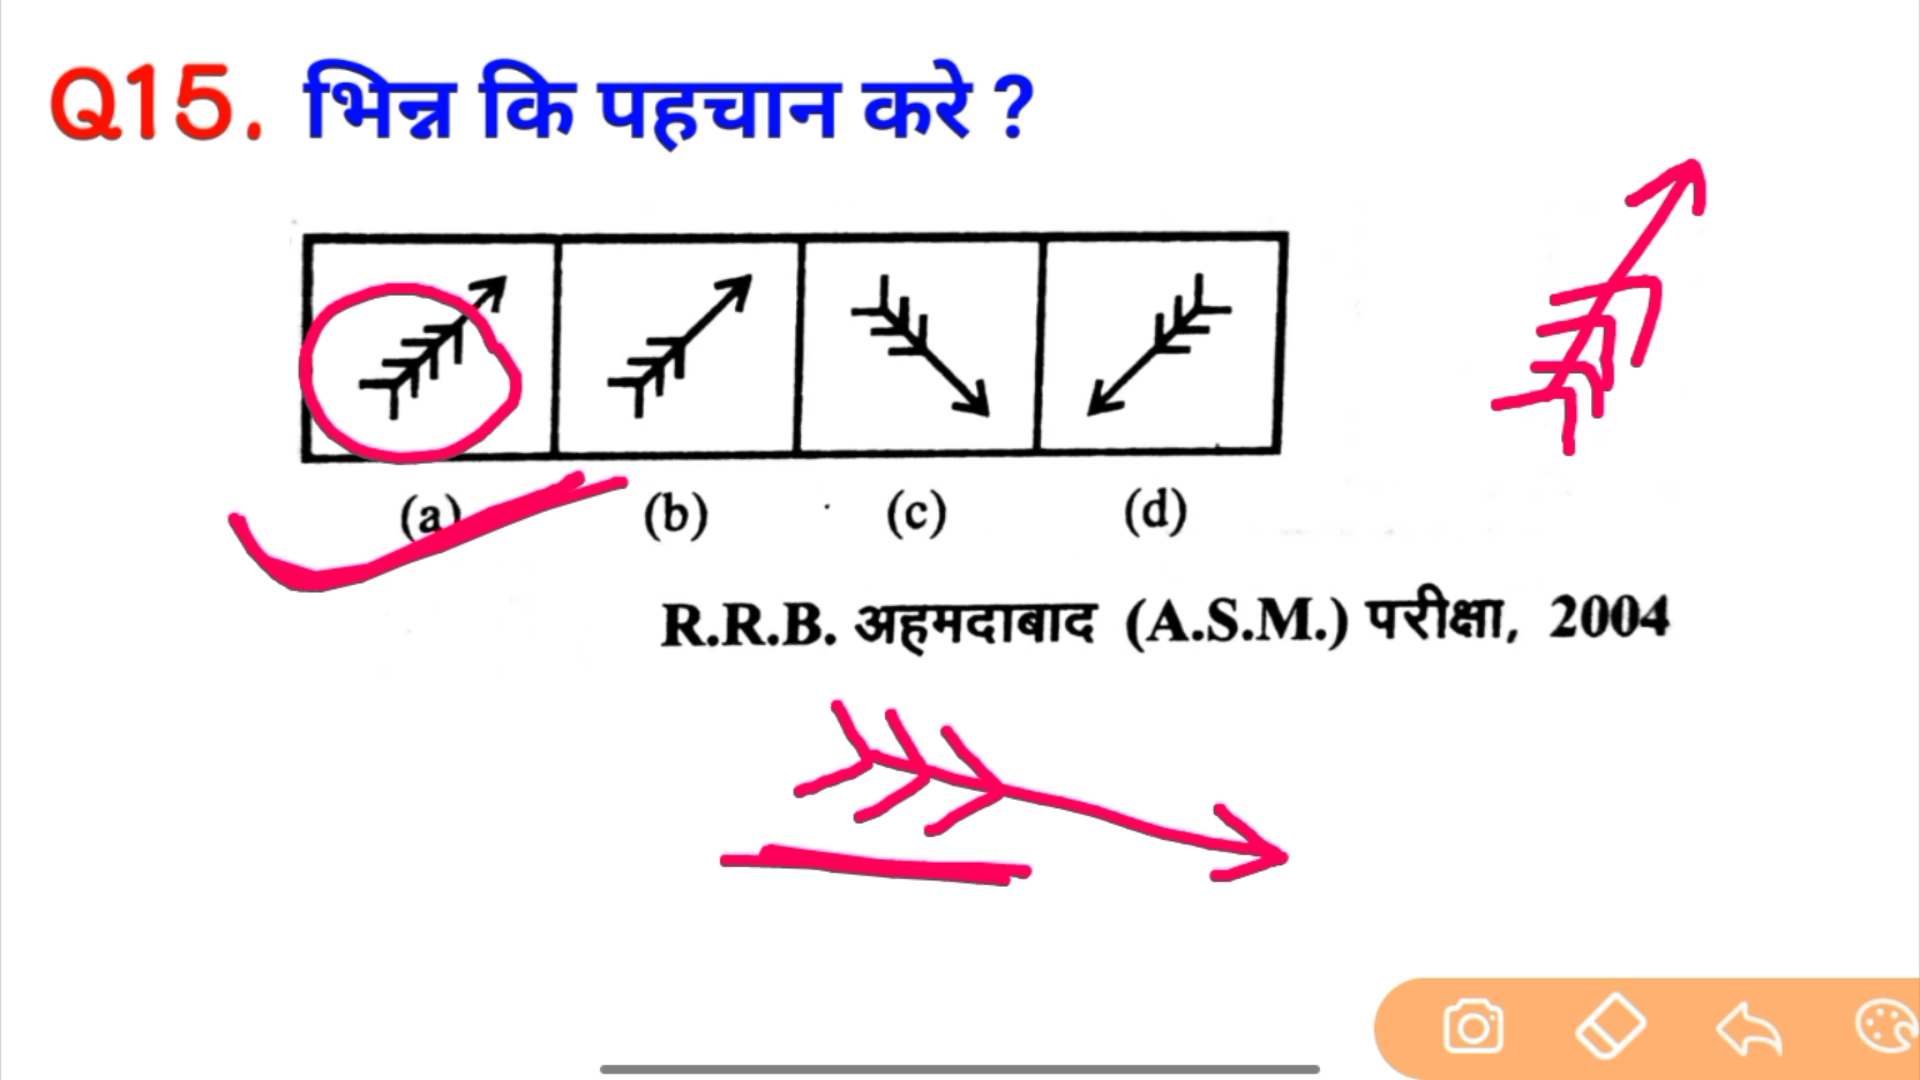 Q15. भिन्न कि पहचान करे ?
(a) (b) (c) (d)
R.R.B. अहमदाबाद (A.S.M.) परीक्षा, 2004